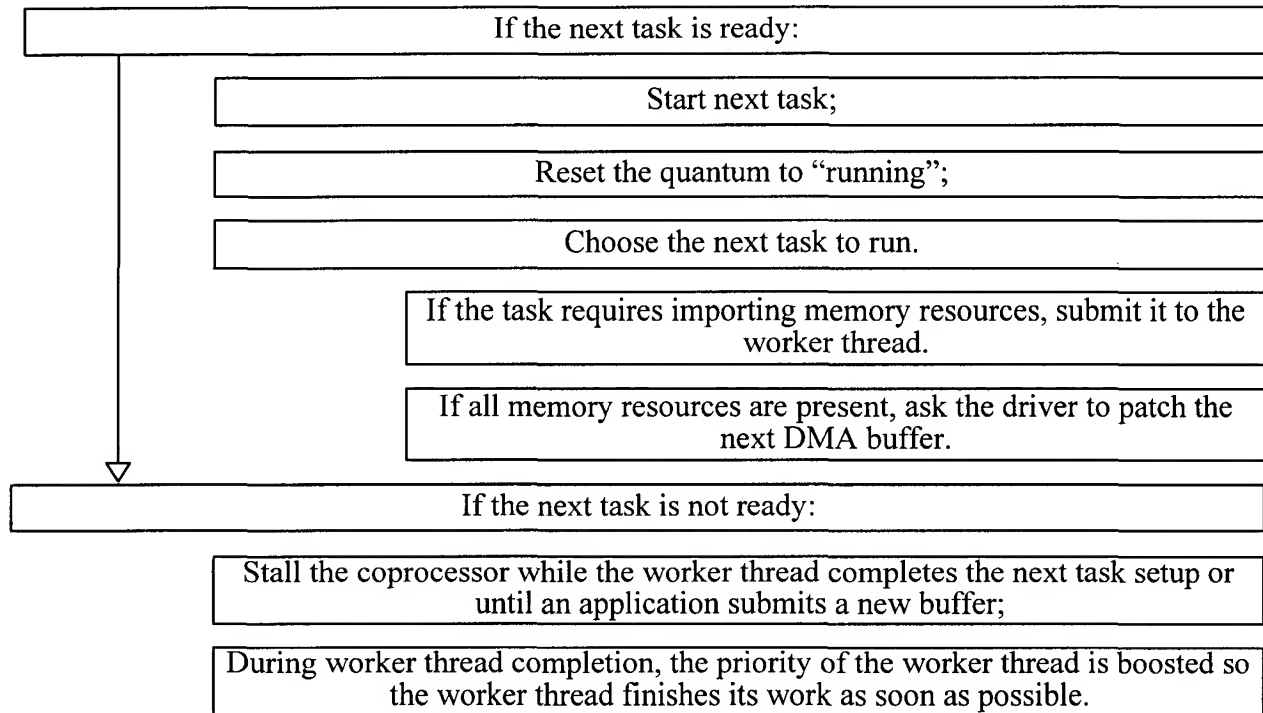 If the next task is ready:
Start next task;
Reset the quantum to “running”;
Choose the next task to run.
If the task requires importing memory resources, submit it to the
worker thread.
If all memory resources are present, ask the driver to patch the
next DMA buffer.
If the next task is not ready:
Stall the coprocessor while the worker thread completes the next task setup or
until an application submits a new buffer;
During worker thread completion, the priority of the worker thread is boosted so
the worker thread finishes its work as soon as possible.